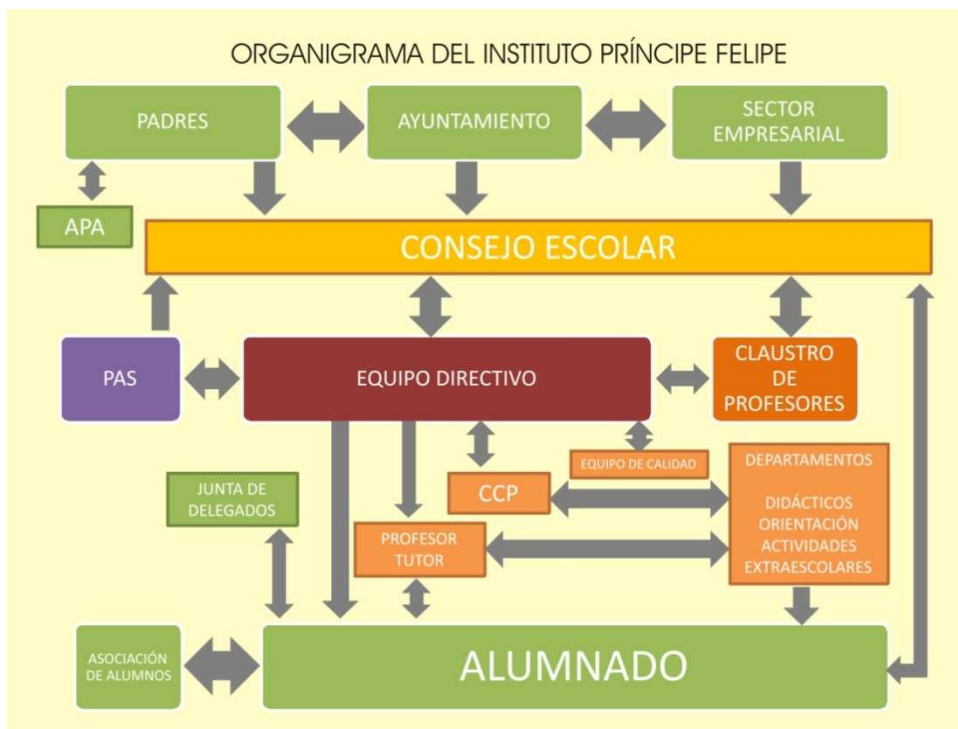 ORGANIGRAMA DEL INSTITUTO PRÍNCIPE FELIPE
PADRES
AYUNTAMIENTO
SECTOR
EMPRESARIAL
APA
CONSEJO ESCOLAR
PAS
EQUIPO DIRECTIVO
CLAUSTRO
DE
PROFESORES
EQUIPO DE CALIDAD
DEPARTAMENTOS
DIDÁCTICOS
ORIENTACIÓN
ACTIVIDADES
EXTRAESCOLARES
JUNTA DE
DELEGADOS
CCP
PROFESOR
TUTOR
ASOCIACIÓN
DE ALUMNOS
ALUMNADO